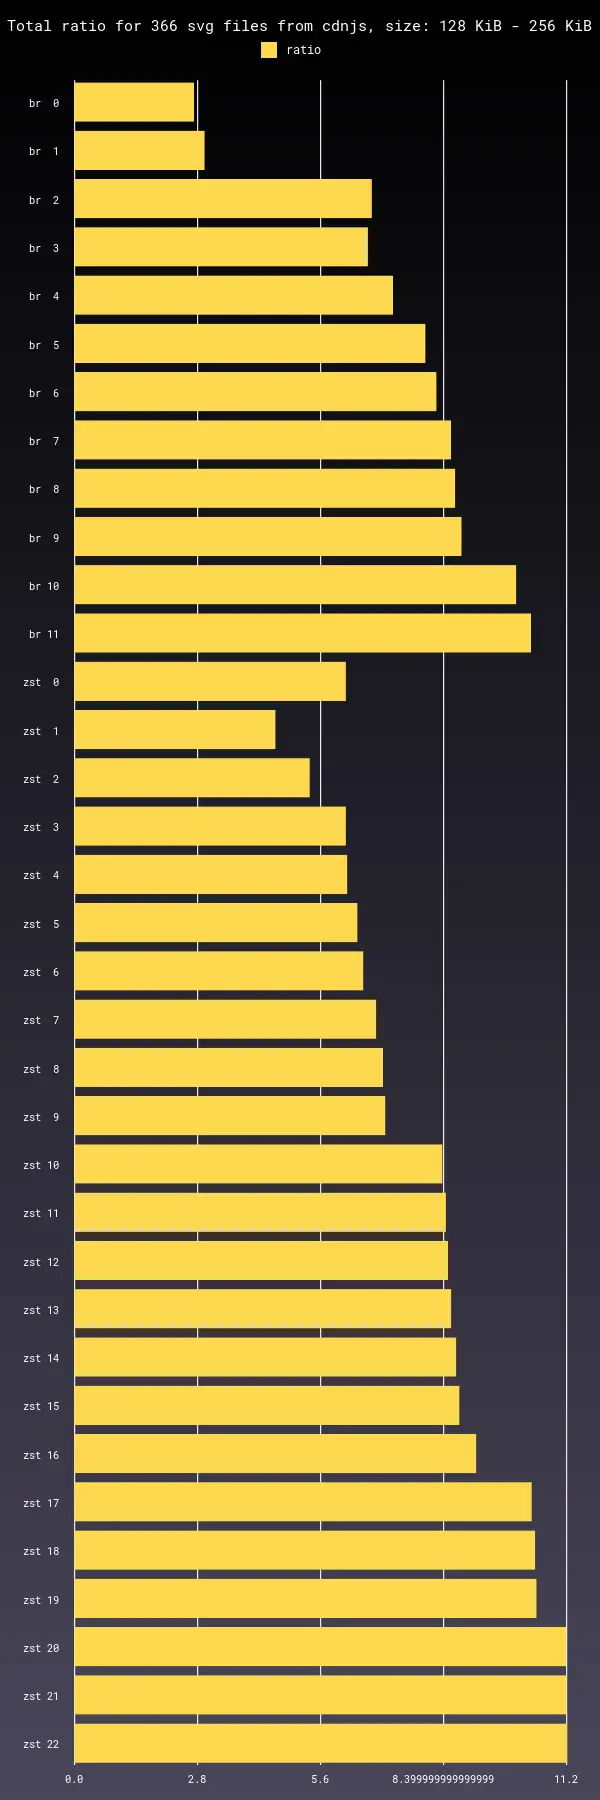 Total ratio for 366 svg files from cdnjs, size: 128 KiB - 256 KiB
ratio
br 0
br 1
br 2
br 3
br 4
br 5
br 6
br 7
br 8
br 9
br 10
br 11
zst 0
zst 1
zst 2
zst 3
zst 4
zst 5
zst 6
zst 7
zst 8
zst 9
zst 10
zst 11
zst 12
zst 13
zst 14
zst 15
zst 16
zst 17
zst 18
zst 19
zst 20
zst 21
zst 22
0.0 2.8 5.6 8.399999999999999 11.2